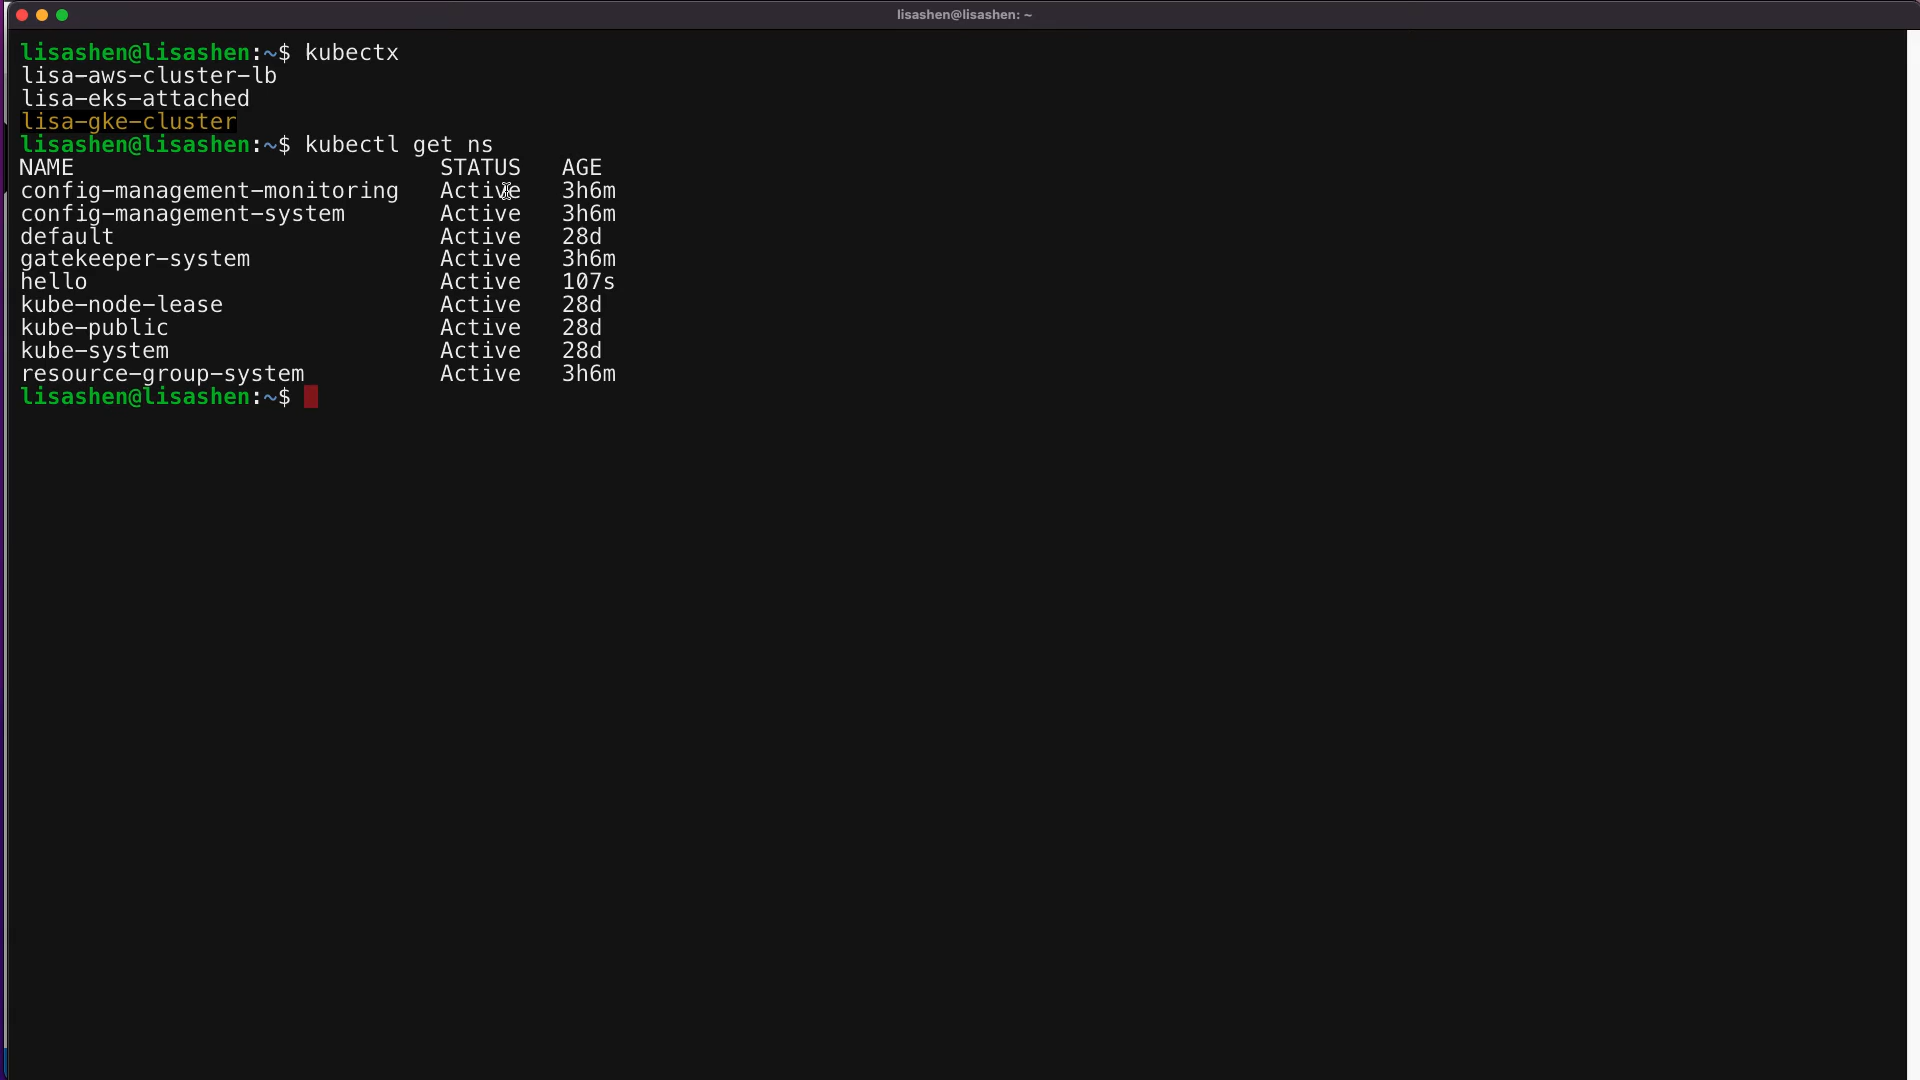 lisashen@lisashen: ~
lisashen@lisashen:~$ kubectx
lisa-aws-cluster-lb
lisa-eks-attached
lisa-gke-cluster
lisashen@lisashen:~$ kubectl get ns
NAME STATUS AGE
config-management-monitoring Active 3h6m
config-management-system Active 3h6m
default Active 28d
gatekeeper-system Active 3h6m
hello Active 107s
kube-node-lease Active 28d
kube-public Active 28d
kube-system Active 28d
resource-group-system Active 3h6m
lisashen@lisashen:~$